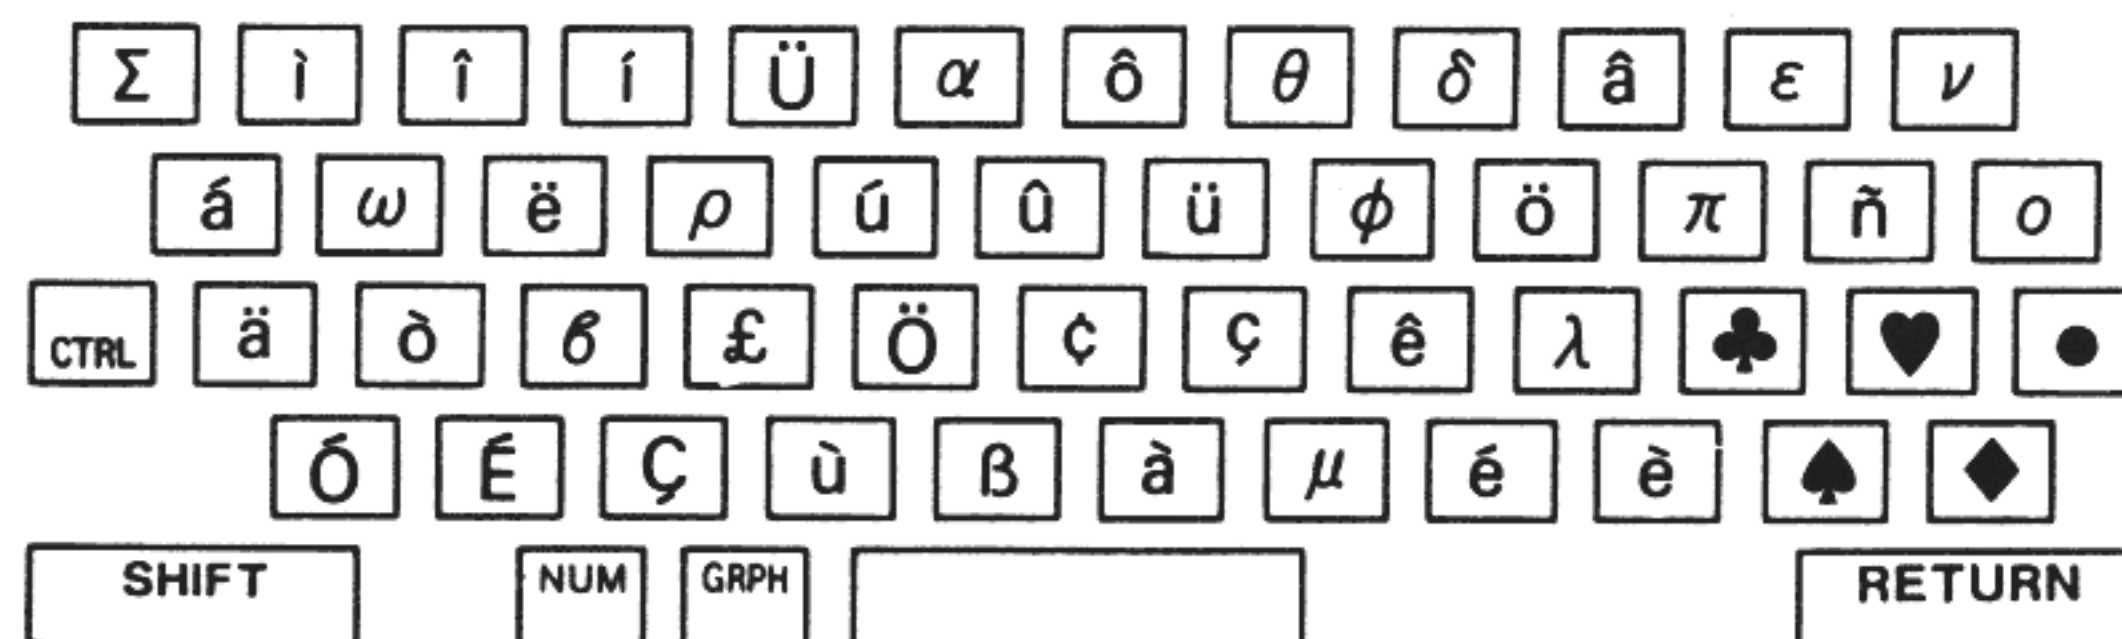 Σ ì î í Ü α ô θ δ â ε ν
á ω ë ρ ú û ü φ ö π ñ ο
CTRL ä ò β £ Ö ¢ ç ê λ ♣ ♥ ●
Ó É Ç ù ß à μ é è ♠ ♦
SHIFT NUM GRPH RETURN